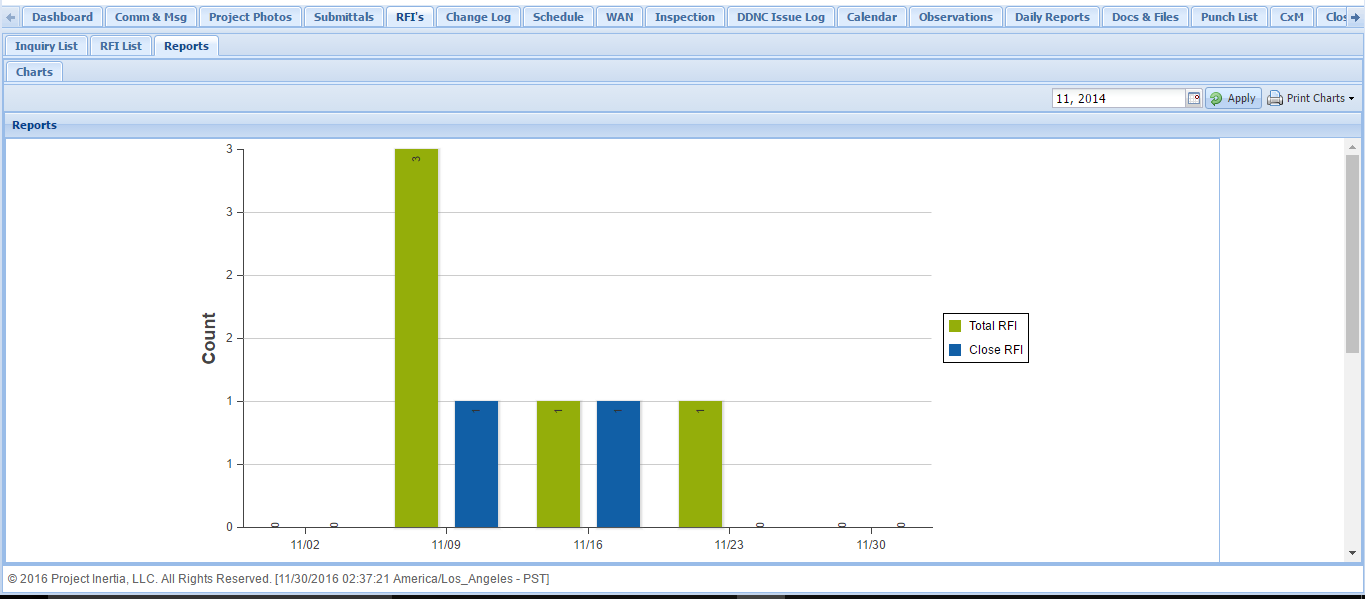 Dashboard Comm & Msg Project Photos Submittals RFI's Change Log Schedule WAN Inspection DDNC Issue Log Calendar Observations Daily Reports Docs & Files Punch List CxM Clos
Inquiry List RFI List Reports
Charts
11, 2014 Apply Print Charts
Reports
3
3
3
2
Total RFI
Count
2
Close RFI
1
1 1 1 1
1
0
0 0 0 0 0
11/02 11/09 11/16 11/23 11/30
© 2016 Project Inertia, LLC. All Rights Reserved. [11/30/2016 02:37:21 America/Los_Angeles - PST]